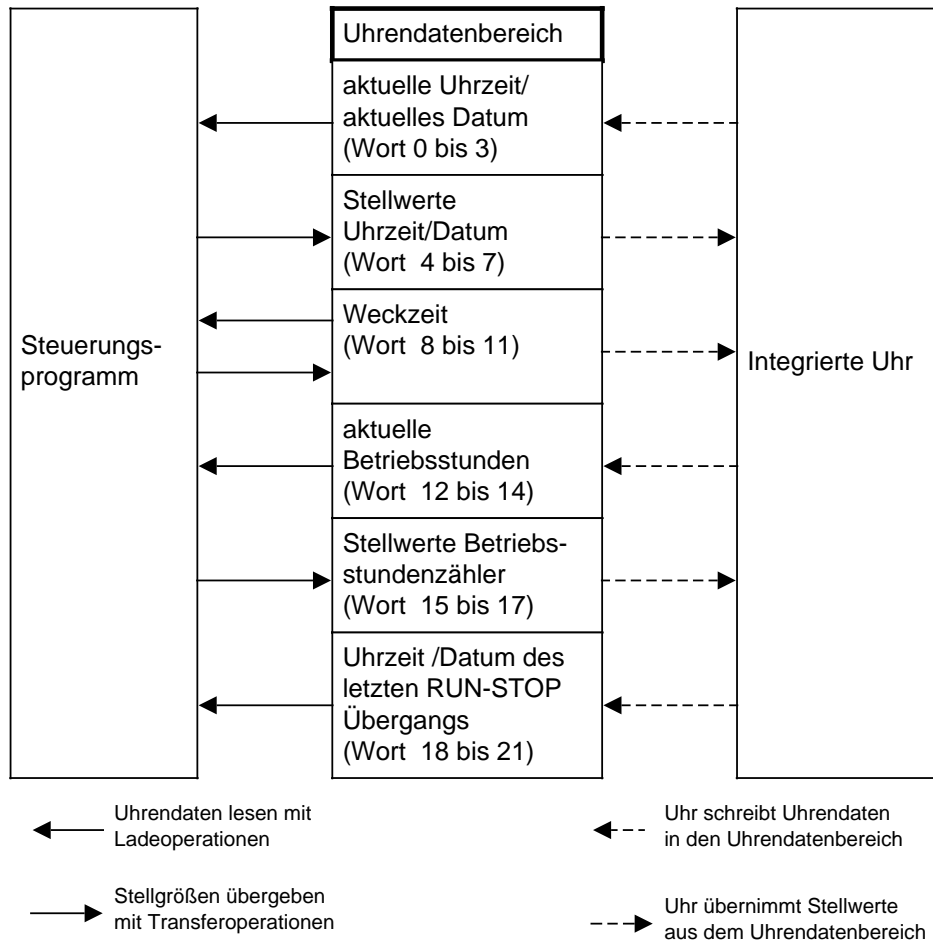 Uhrendatenbereich
aktuelle Uhrzeit/
aktuelles Datum
(Wort 0 bis 3)
Stellwerte
Uhrzeit/Datum
(Wort 4 bis 7)
Weckzeit
(Wort 8 bis 11)
Steuerungs-
programm
Integrierte Uhr
aktuelle
Betriebsstunden
(Wort 12 bis 14)
Stellwerte Betriebs-
stundenzähler
(Wort 15 bis 17)
Uhrzeit /Datum des
letzten RUN-STOP
Übergangs
(Wort 18 bis 21)
Uhrendaten lesen mit
Ladeoperationen
Uhr schreibt Uhrendaten
in den Uhrendatenbereich
Stellgrößen übergeben
mit Transferoperationen
Uhr übernimmt Stellwerte
aus dem Uhrendatenbereich